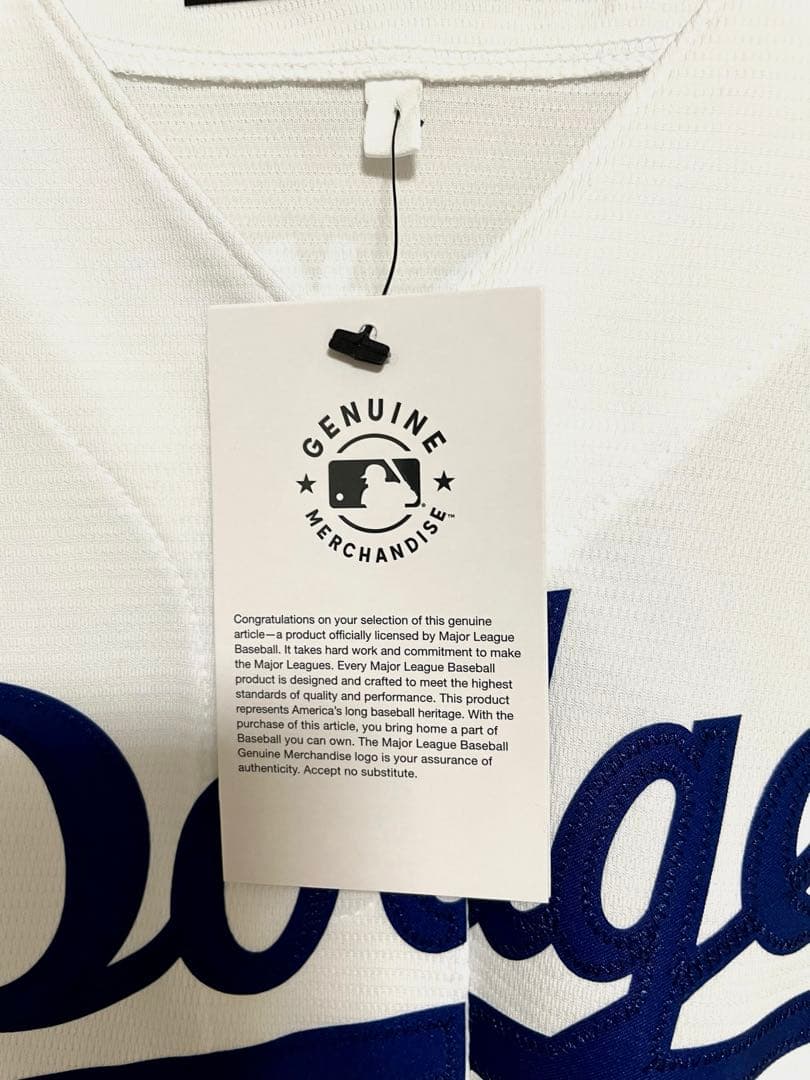 GENUINE
MERCHANDISE™
Congratulations on your selection of this genuine
article—a product officially licensed by Major League
Baseball. It takes hard work and commitment to make
the Major Leagues. Every Major League Baseball
product is designed and crafted to meet the highest
standards of quality and performance. This product
represents America's long baseball heritage. With the
purchase of this article, you bring home a part of
Baseball you can own. The Major League Baseball
Genuine Merchandise logo is your assurance of
authenticity. Accept no substitute.
Dodge